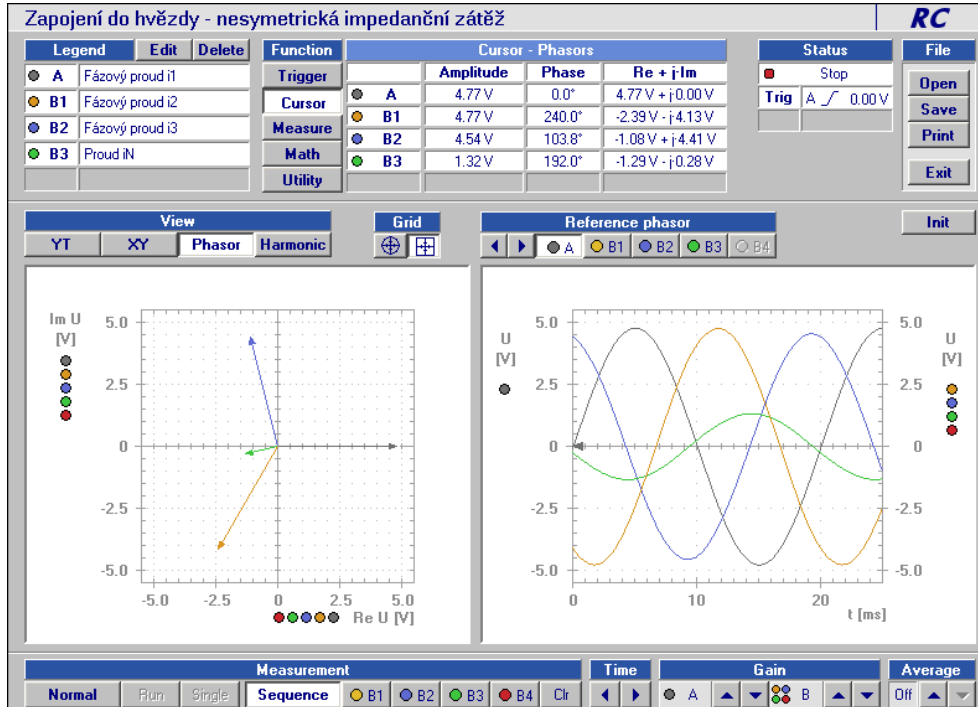 Zapojení do hvězdy - nesymetrická impedanční zátěž RC
Legend Edit Delete Function Cursor - Phasors Status File
A Fázový proud i1
B1 Fázový proud i2
B2 Fázový proud i3
B3 Proud iN
Trigger
Cursor
Measure
Math
Utility
Amplitude Phase Re + j·Im
A 4.77 V 0.0° 4.77 V + j·0.00 V
B1 4.77 V 240.0° -2.39 V - j·4.13 V
B2 4.54 V 103.8° -1.08 V + j·4.41 V
B3 1.32 V 192.0° -1.29 V - j·0.28 V
Stop
Trig A 0.00 V
Open
Save
Print
Exit
View Grid Reference phasor Init
YT XY Phasor Harmonic A B1 B2 B3 B4
Im U
[V]
5.0
2.5
0
-2.5
-5.0
-5.0 -2.5 0 2.5 5.0
Re U [V]
U
[V]
5.0
2.5
0
-2.5
-5.0
0 10 20
t [ms]
5.0
2.5
0
-2.5
-5.0
U
[V]
Measurement Time Gain Average
Normal Run Single Sequence B1 B2 B3 B4 Clr A B Off